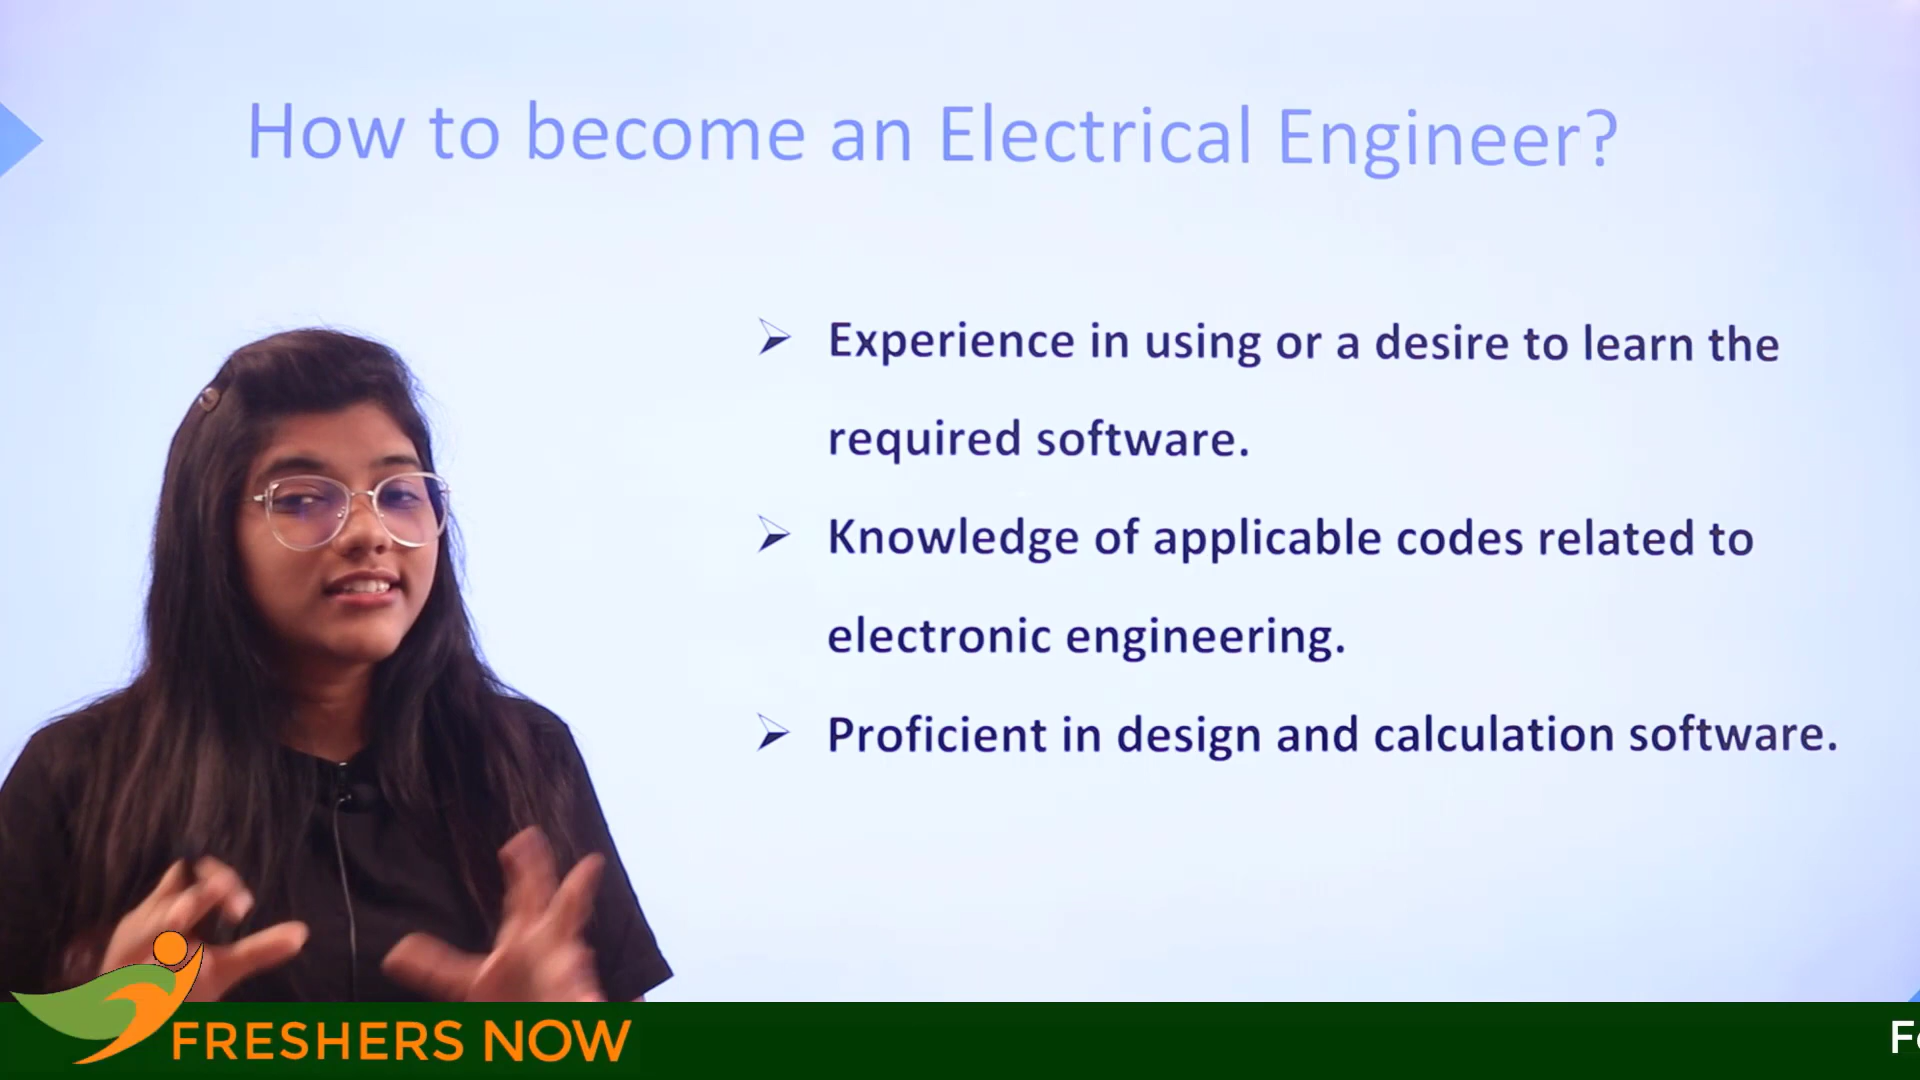 How to become an Electrical Engineer?
➢ Experience in using or a desire to learn the
required software.
➢ Knowledge of applicable codes related to
electronic engineering.
➢ Proficient in design and calculation software.
FRESHERS NOW